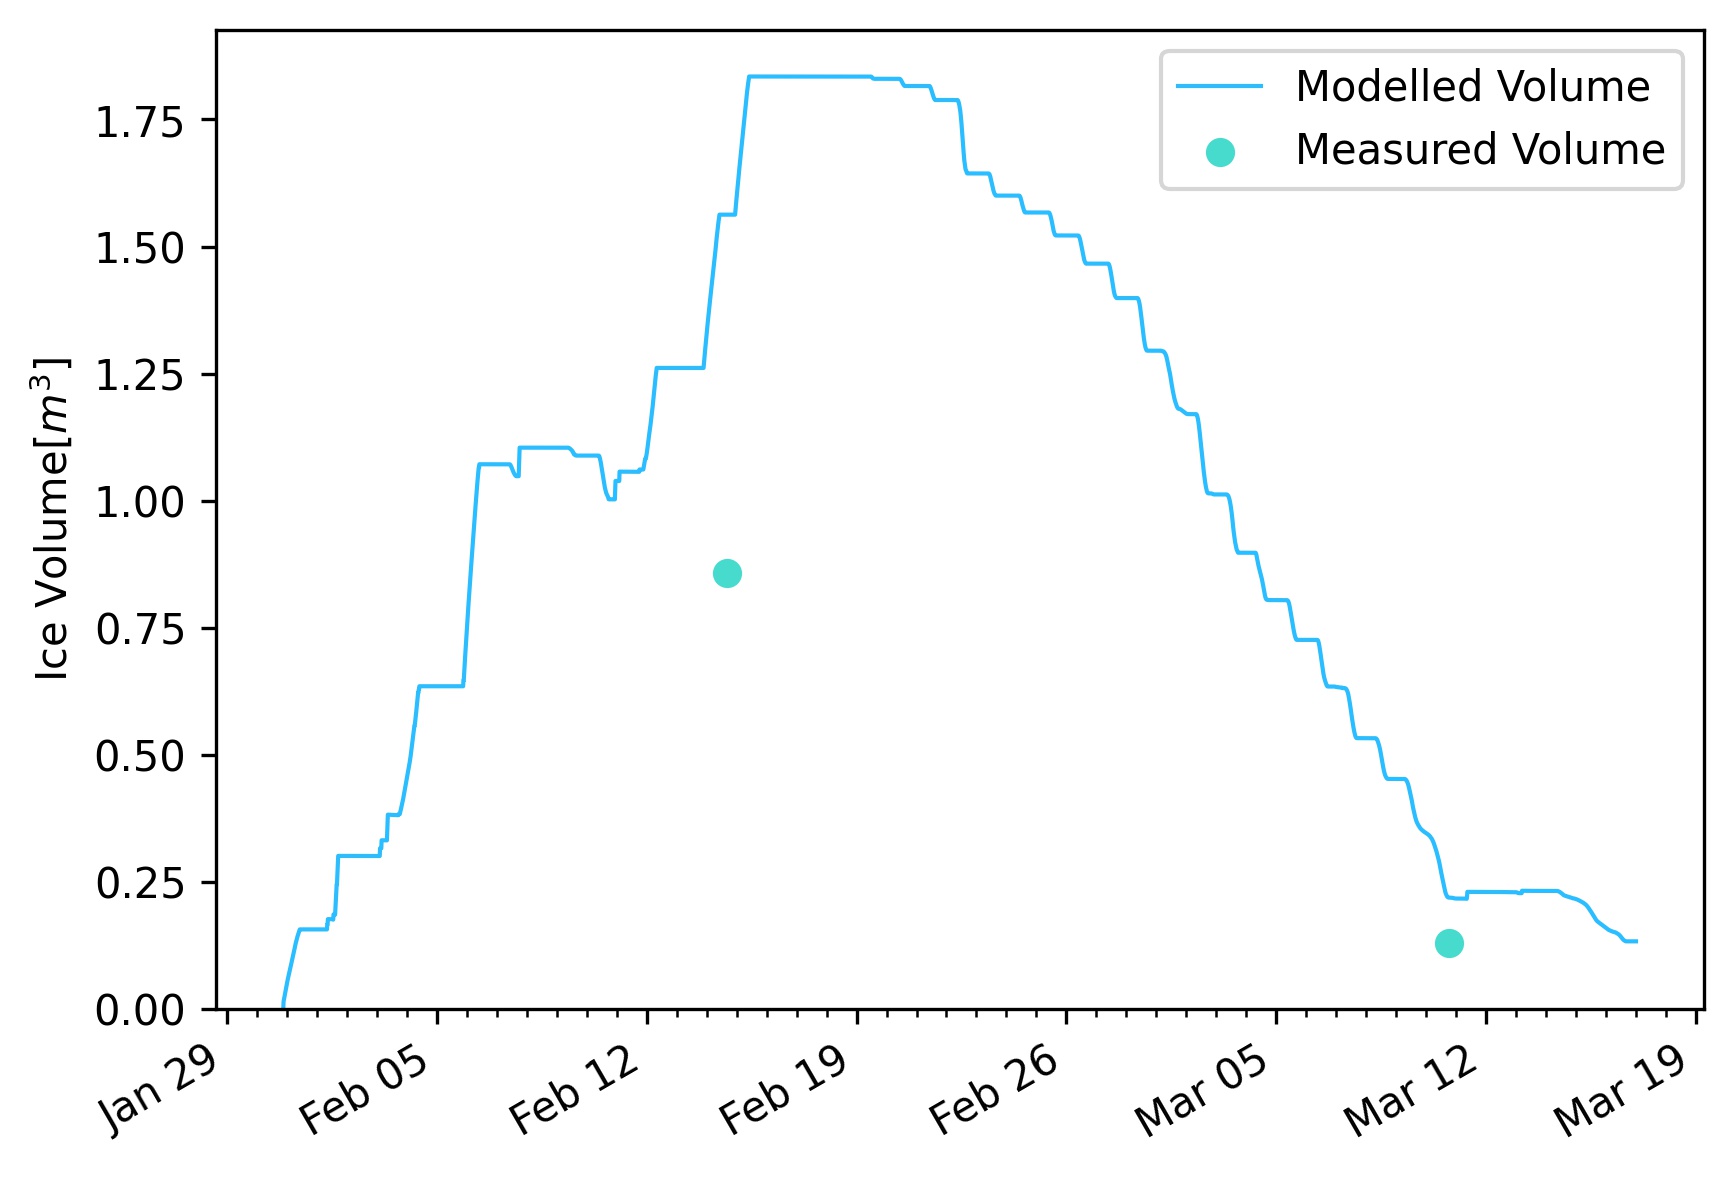 Modelled Volume
Measured Volume
Ice Volume[m³]
1.75
1.50
1.25
1.00
0.75
0.50
0.25
0.00
Jan 29
Feb 05
Feb 12
Feb 19
Feb 26
Mar 05
Mar 12
Mar 19